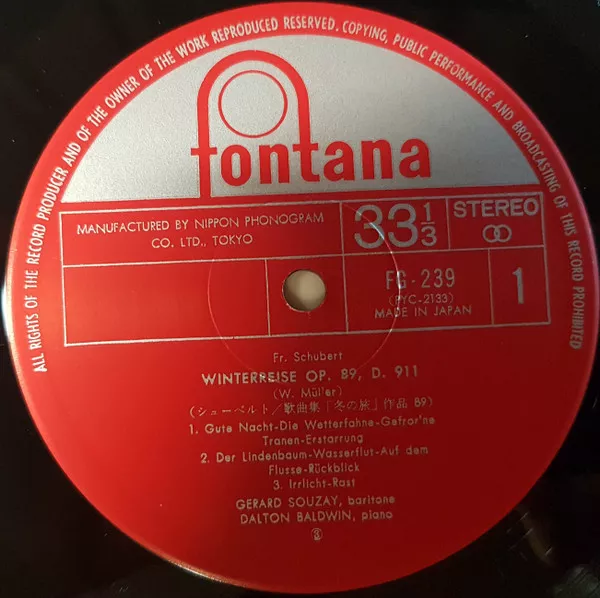 ALL RIGHTS OF THE RECORD PRODUCER AND OF THE OWNER OF THE WORK REPRODUCED RESERVED. COPYING, PUBLIC PERFORMANCE AND BROADCASTING OF THIS RECORD PROHIBITED
fontana
MANUFACTURED BY NIPPON PHONOGRAM
CO. LTD., TOKYO
33 1/3
STEREO
FG-239
(PYC-2133)
MADE IN JAPAN
1
Fr. Schubert
WINTERREISE OP. 89, D. 911
(W. Müller)
(シューベルト／歌曲集「冬の旅」作品 89)
1. Gute Nacht-Die Wetterfahne-Gefror'ne
Tranen-Erstarrung
2. Der Lindenbaum-Wasserflut-Auf dem
Flusse-Rückblick
3. Irrlicht-Rast
GERARD SOUZAY, baritone
DALTON BALDWIN, piano